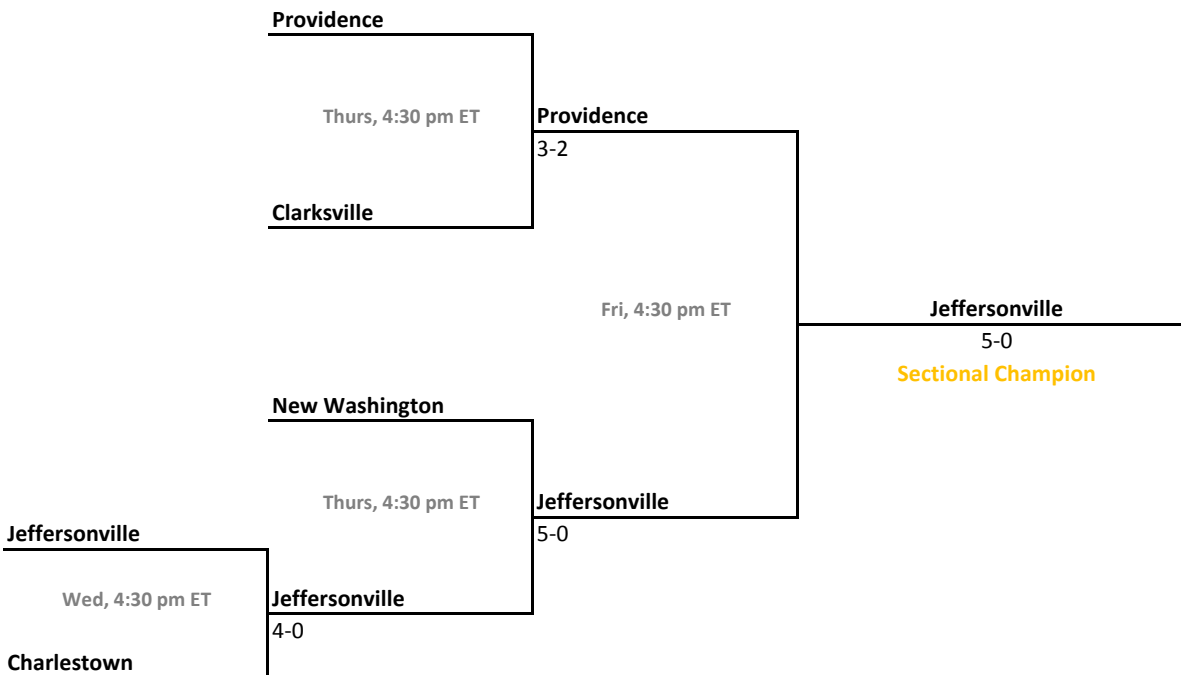 Providence
Thurs, 4:30 pm ET
Providence
3-2
Clarksville
Fri, 4:30 pm ET
Jeffersonville
5-0
Sectional Champion
New Washington
Thurs, 4:30 pm ET
Jeffersonville
5-0
Jeffersonville
Wed, 4:30 pm ET
Jeffersonville
4-0
Charlestown